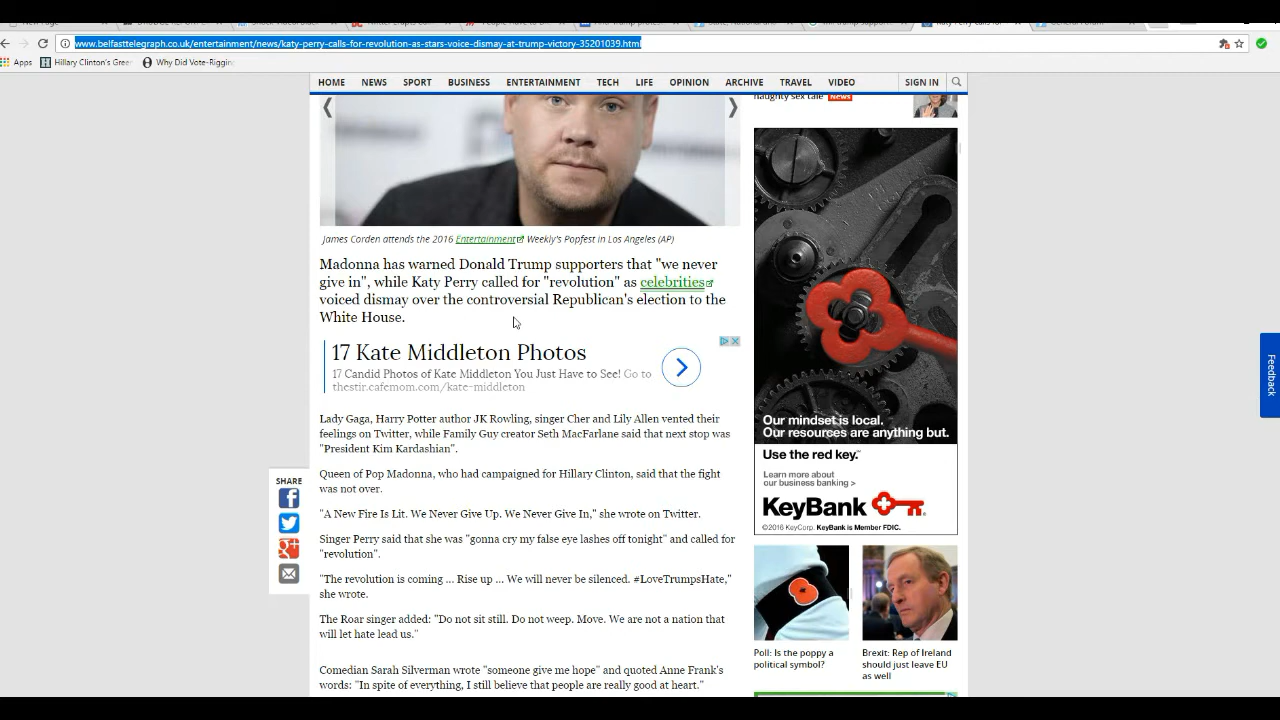 www.belfasttelegraph.co.uk/entertainment/news/katy-perry-calls-for-revolution-as-stars-voice-dismay-at-trump-victory-35201039.html
Apps Hillary Clinton's Gree Why Did Vote-Rigging
HOME NEWS SPORT BUSINESS ENTERTAINMENT TECH LIFE OPINION ARCHIVE TRAVEL VIDEO SIGN IN
naughty sex tale News
James Corden attends the 2016 Entertainment Weekly's Popfest in Los Angeles (AP)
Madonna has warned Donald Trump supporters that "we never
give in", while Katy Perry called for "revolution" as celebrities
voiced dismay over the controversial Republican's election to the
White House.
17 Kate Middleton Photos
17 Candid Photos of Kate Middleton You Just Have to See! Go to
thestir.cafemom.com/kate-middleton
Lady Gaga, Harry Potter author JK Rowling, singer Cher and Lily Allen vented their
feelings on Twitter, while Family Guy creator Seth MacFarlane said that next stop was
"President Kim Kardashian".
Queen of Pop Madonna, who had campaigned for Hillary Clinton, said that the fight
was not over.
"A New Fire Is Lit. We Never Give Up. We Never Give In," she wrote on Twitter.
Singer Perry said that she was "gonna cry my false eye lashes off tonight" and called for
"revolution".
"The revolution is coming ... Rise up ... We will never be silenced. #LoveTrumpsHate,"
she wrote.
The Roar singer added: "Do not sit still. Do not weep. Move. We are not a nation that
will let hate lead us."
Comedian Sarah Silverman wrote "someone give me hope" and quoted Anne Frank's
words: "In spite of everything, I still believe that people are really good at heart."
SHARE
Our mindset is local.
Our resources are anything but.
Use the red key.™
Learn more about
our business banking >
KeyBank
©2016 KeyCorp. KeyBank is Member FDIC.
Poll: Is the poppy a
political symbol?
Brexit: Rep of Ireland
should just leave EU
as well
Feedback